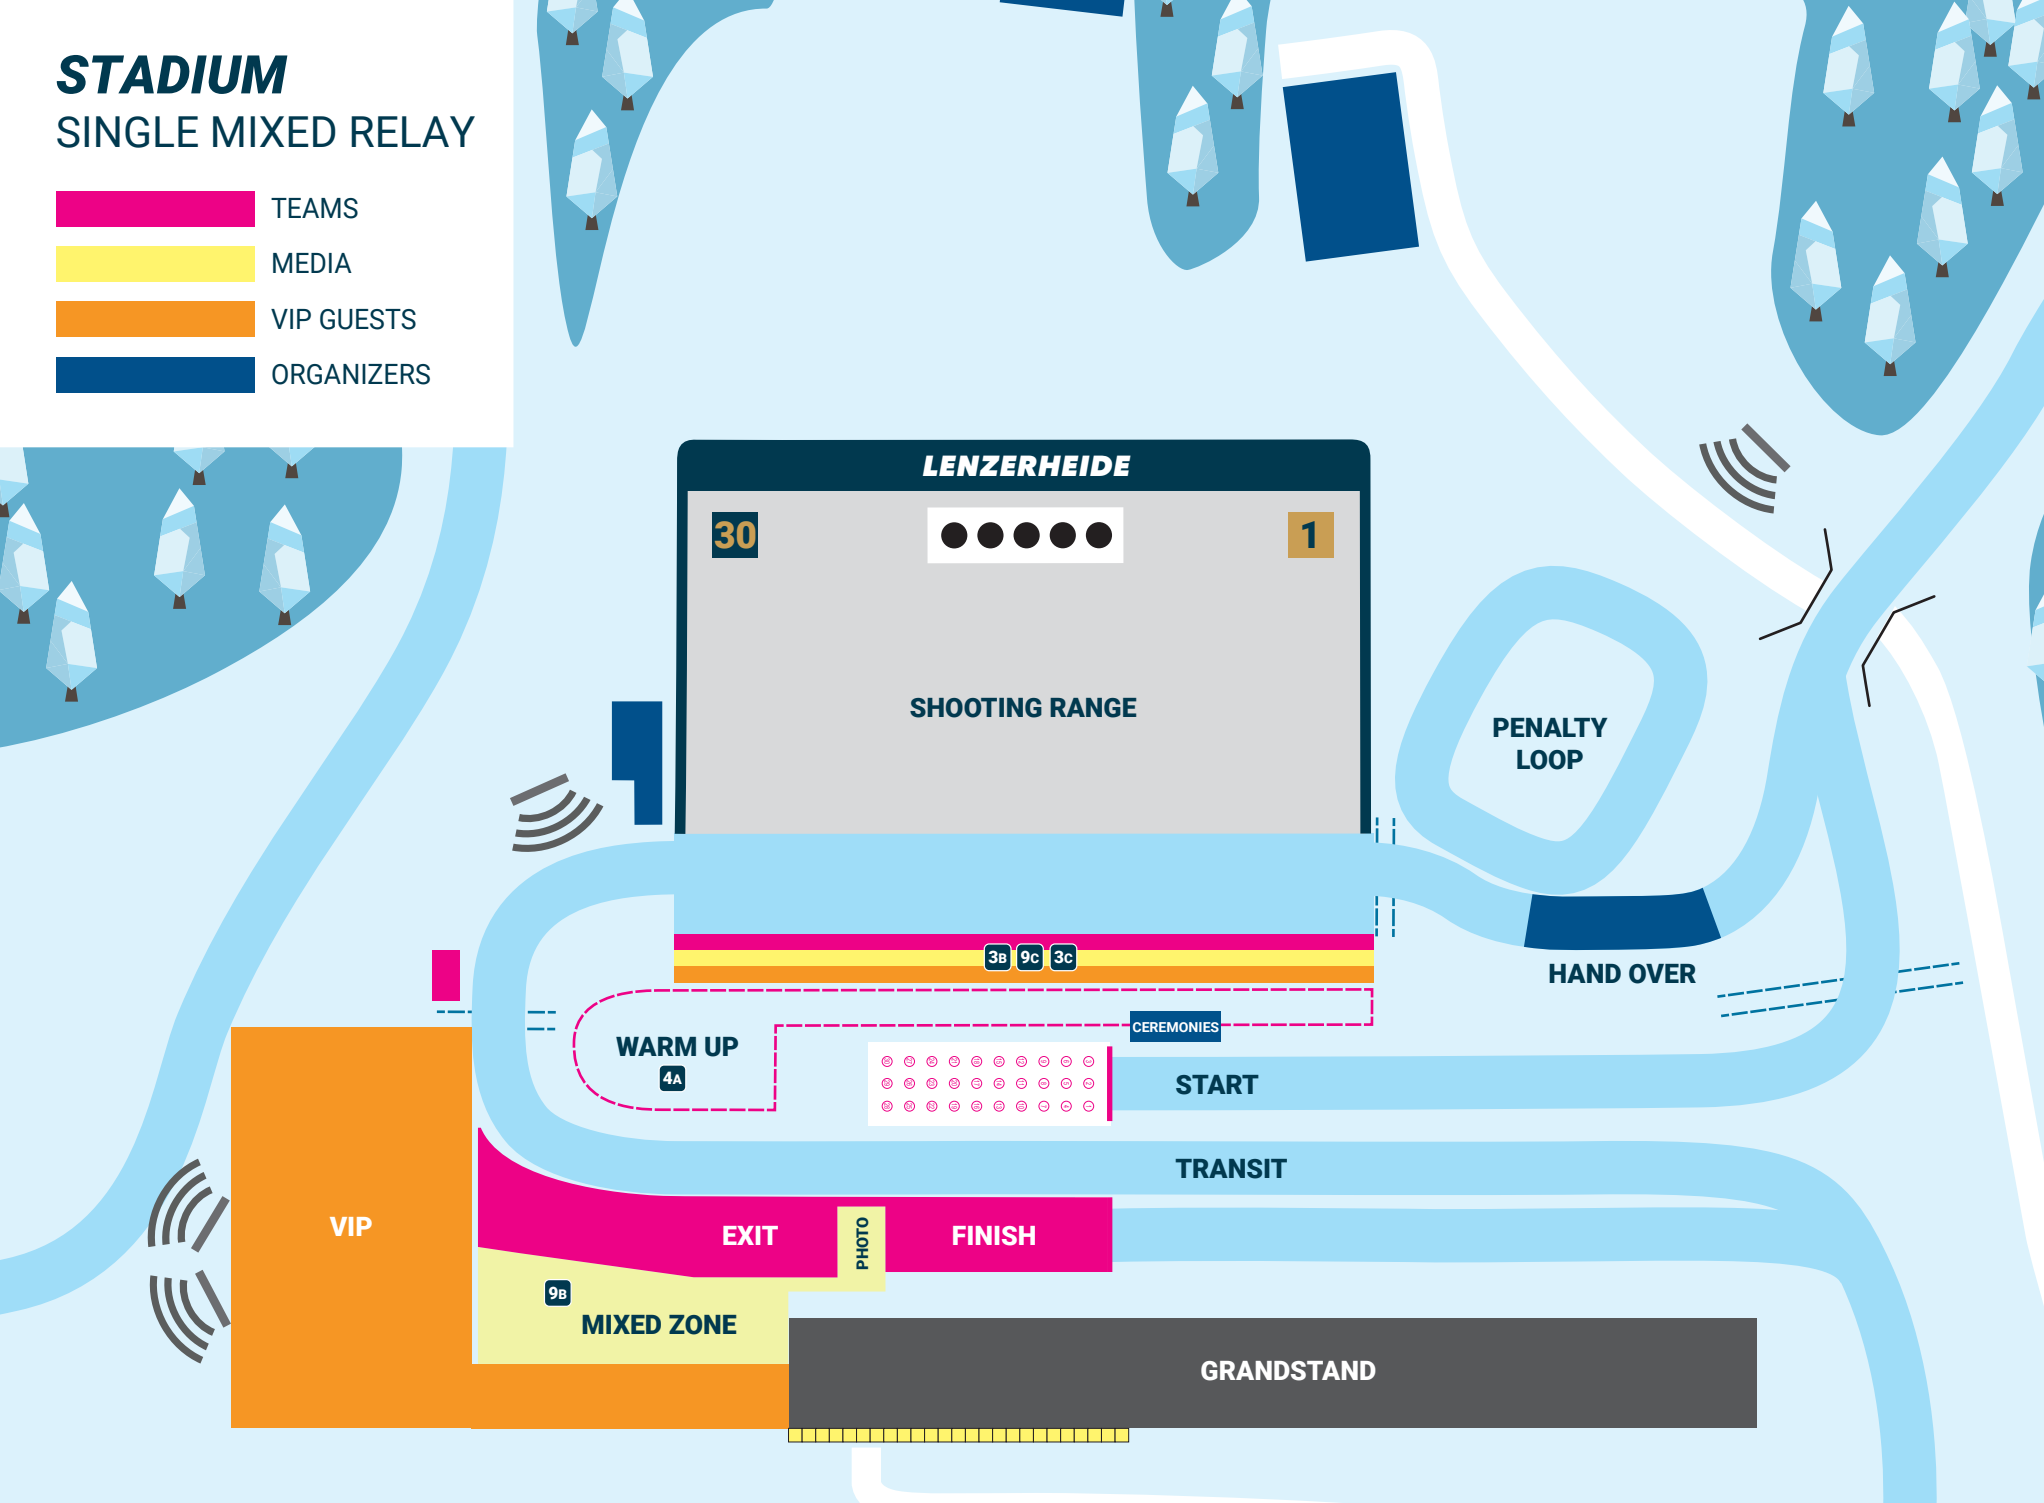 STADIUM
SINGLE MIXED RELAY
TEAMS
MEDIA
VIP GUESTS
ORGANIZERS
LENZERHEIDE
30
1
SHOOTING RANGE
PENALTY
LOOP
3B 9C 3C
HAND OVER
CEREMONIES
WARM UP
4A
START
TRANSIT
VIP
EXIT
PHOTO
FINISH
9B
MIXED ZONE
GRANDSTAND